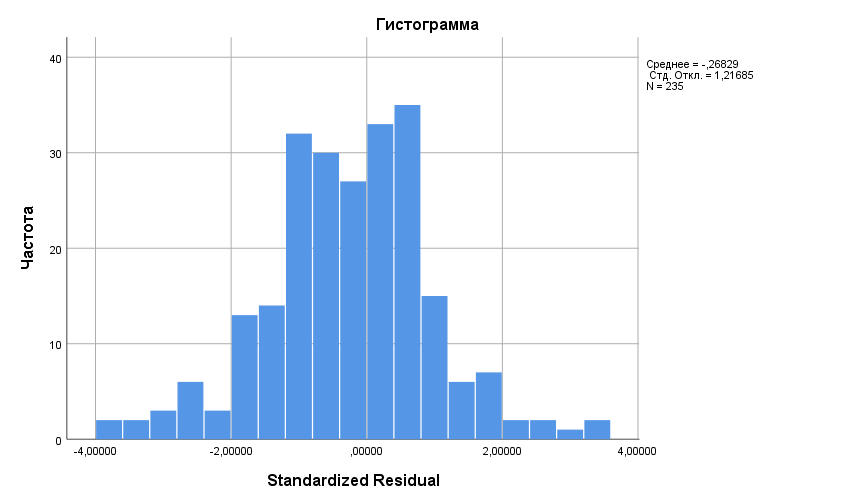 Гистограмма
Среднее = -,26829
Стд. Откл. = 1,21685
N = 235
Частота
40
30
20
10
0
-4,00000 -2,00000 ,00000 2,00000 4,00000
Standardized Residual